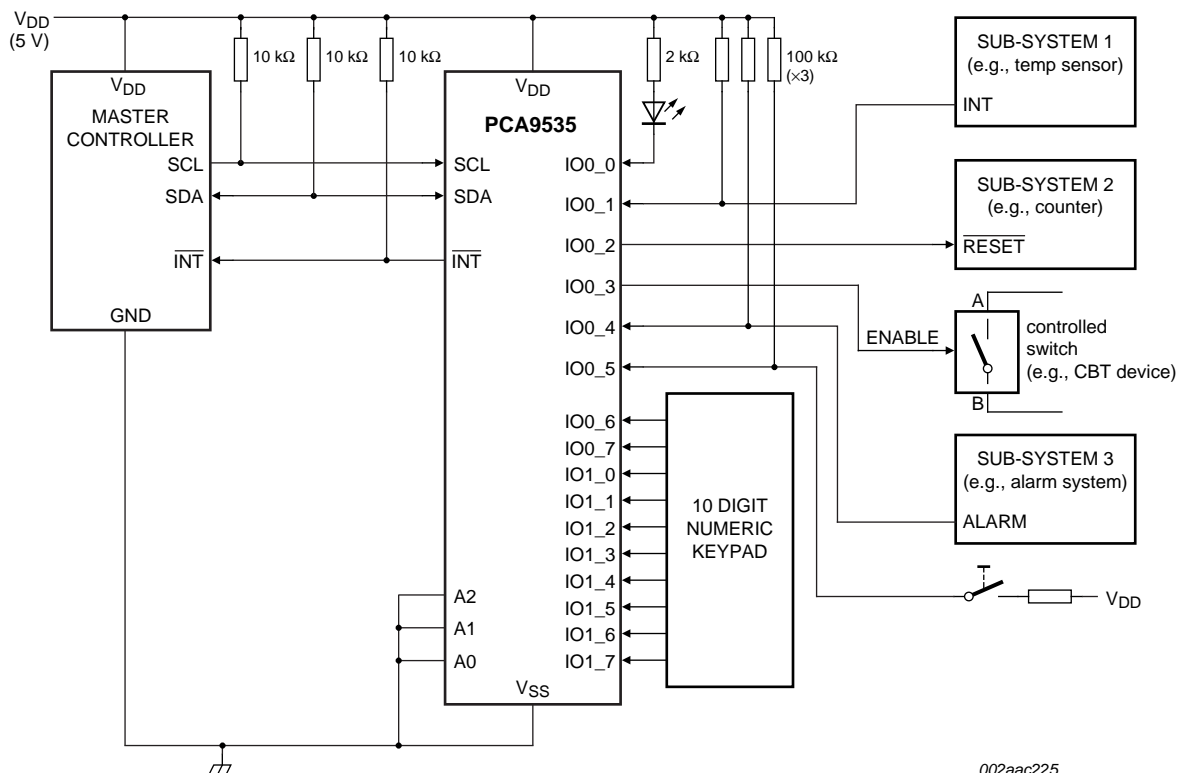 VDD
(5 V)
VDD
MASTER
CONTROLLER
SCL
SDA
INT
GND
10 kΩ
10 kΩ
10 kΩ
VDD
PCA9535
SCL
SDA
INT
A2
A1
A0
VSS
IO0_0
IO0_1
IO0_2
IO0_3
IO0_4
IO0_5
IO0_6
IO0_7
IO1_0
IO1_1
IO1_2
IO1_3
IO1_4
IO1_5
IO1_6
IO1_7
2 kΩ
100 kΩ
(×3)
10 DIGIT
NUMERIC
KEYPAD
SUB-SYSTEM 1
(e.g., temp sensor)
INT
SUB-SYSTEM 2
(e.g., counter)
RESET
A
ENABLE
B
controlled
switch
(e.g., CBT device)
SUB-SYSTEM 3
(e.g., alarm system)
ALARM
VDD
002aac225